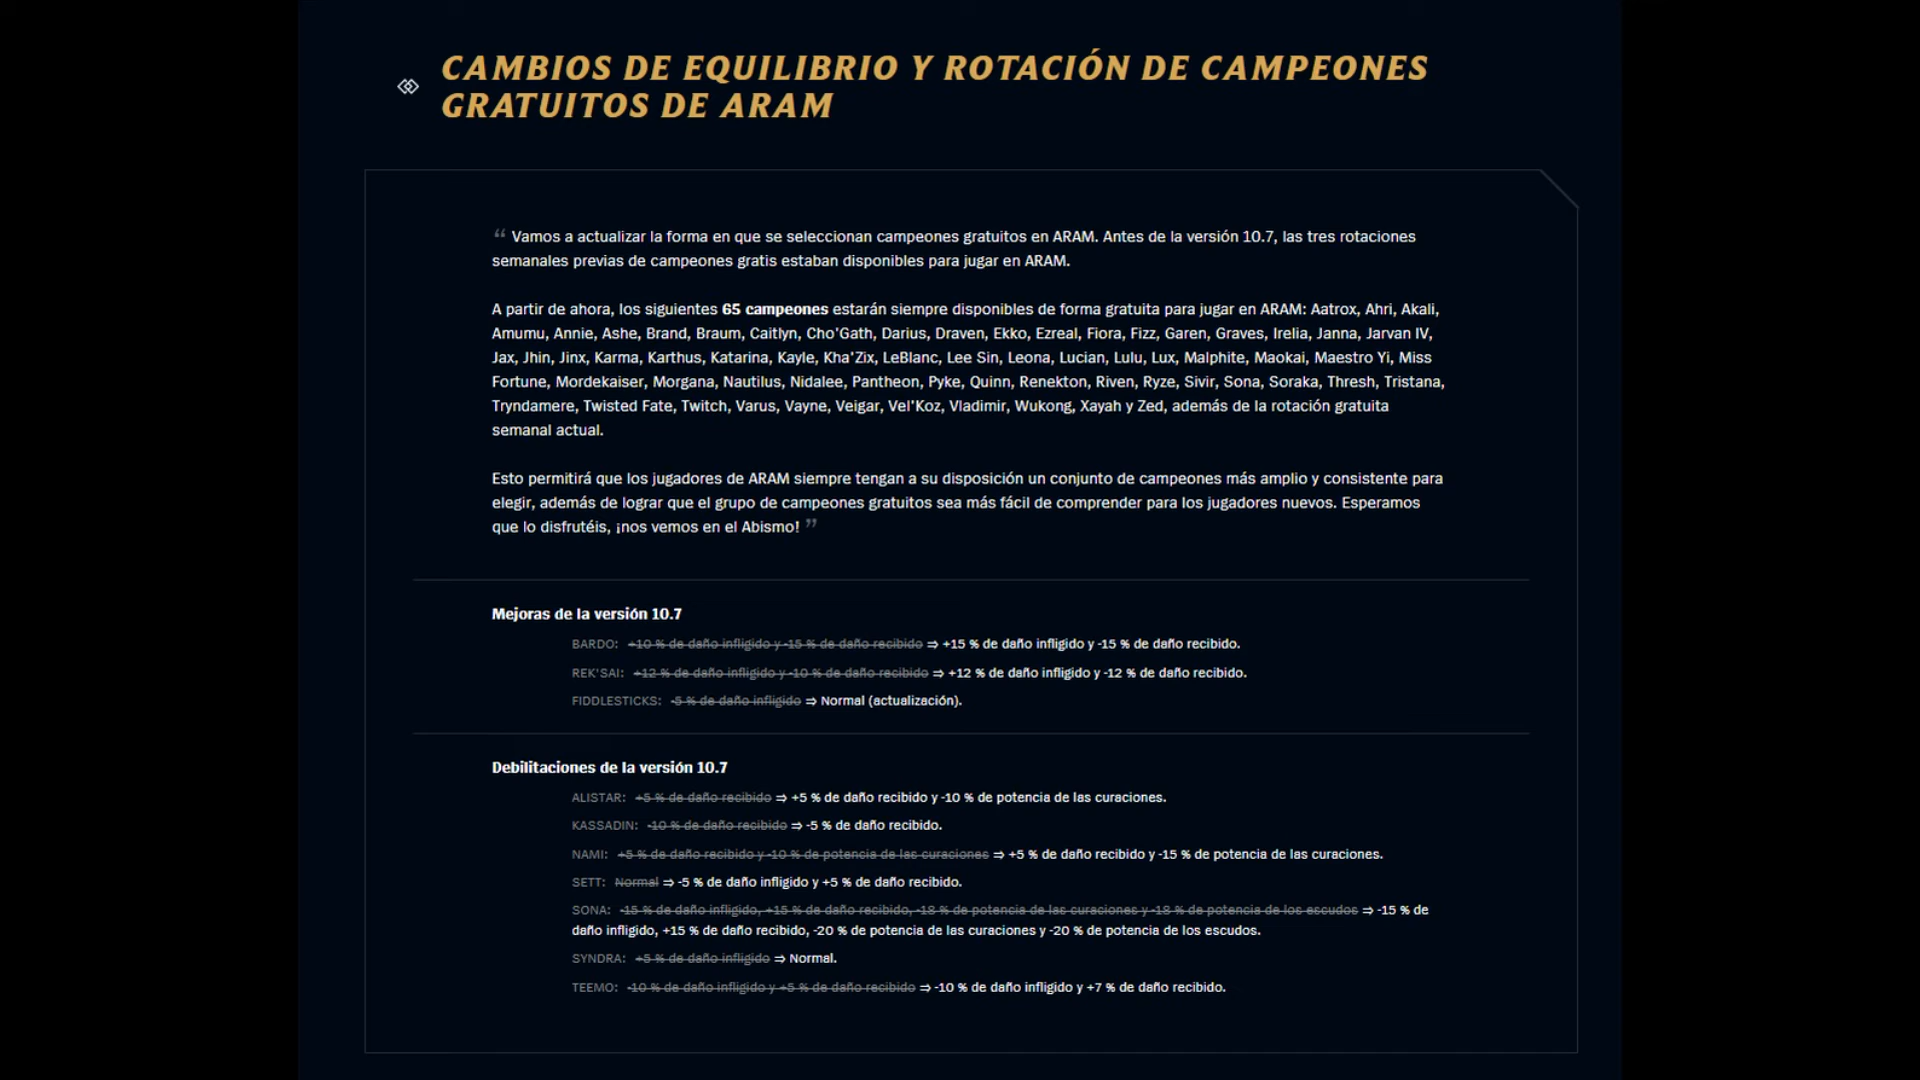 CAMBIOS DE EQUILIBRIO Y ROTACIÓN DE CAMPEONES
GRATUITOS DE ARAM
“ Vamos a actualizar la forma en que se seleccionan campeones gratuitos en ARAM. Antes de la versión 10.7, las tres rotaciones
semanales previas de campeones gratis estaban disponibles para jugar en ARAM.
A partir de ahora, los siguientes 65 campeones estarán siempre disponibles de forma gratuita para jugar en ARAM: Aatrox, Ahri, Akali,
Amumu, Annie, Ashe, Brand, Braum, Caitlyn, Cho'Gath, Darius, Draven, Ekko, Ezreal, Fiora, Fizz, Garen, Graves, Irelia, Janna, Jarvan IV,
Jax, Jhin, Jinx, Karma, Karthus, Katarina, Kayle, Kha'Zix, LeBlanc, Lee Sin, Leona, Lucian, Lulu, Lux, Malphite, Maokai, Maestro Yi, Miss
Fortune, Mordekaiser, Morgana, Nautilus, Nidalee, Pantheon, Pyke, Quinn, Renekton, Riven, Ryze, Sivir, Sona, Soraka, Thresh, Tristana,
Tryndamere, Twisted Fate, Twitch, Varus, Vayne, Veigar, Vel'Koz, Vladimir, Wukong, Xayah y Zed, además de la rotación gratuita
semanal actual.
Esto permitirá que los jugadores de ARAM siempre tengan a su disposición un conjunto de campeones más amplio y consistente para
elegir, además de lograr que el grupo de campeones gratuitos sea más fácil de comprender para los jugadores nuevos. Esperamos
que lo disfrutéis, ¡nos vemos en el Abismo! ”
Mejoras de la versión 10.7
BARDO: +10 % de daño infligido y -15 % de daño recibido ⇒ +15 % de daño infligido y -15 % de daño recibido.
REK'SAI: +12 % de daño infligido y -10 % de daño recibido ⇒ +12 % de daño infligido y -12 % de daño recibido.
FIDDLESTICKS: -5 % de daño infligido ⇒ Normal (actualización).
Debilitaciones de la versión 10.7
ALISTAR: +5 % de daño recibido ⇒ +5 % de daño recibido y -10 % de potencia de las curaciones.
KASSADIN: -10 % de daño recibido ⇒ -5 % de daño recibido.
NAMI: +5 % de daño recibido y -10 % de potencia de las curaciones ⇒ +5 % de daño recibido y -15 % de potencia de las curaciones.
SETT: Normal ⇒ -5 % de daño infligido y +5 % de daño recibido.
SONA: -15 % de daño infligido, +15 % de daño recibido, -18 % de potencia de las curaciones y -18 % de potencia de los escudos ⇒ -15 % de
daño infligido, +15 % de daño recibido, -20 % de potencia de las curaciones y -20 % de potencia de los escudos.
SYNDRA: +5 % de daño infligido ⇒ Normal.
TEEMO: -10 % de daño infligido y +5 % de daño recibido ⇒ -10 % de daño infligido y +7 % de daño recibido.